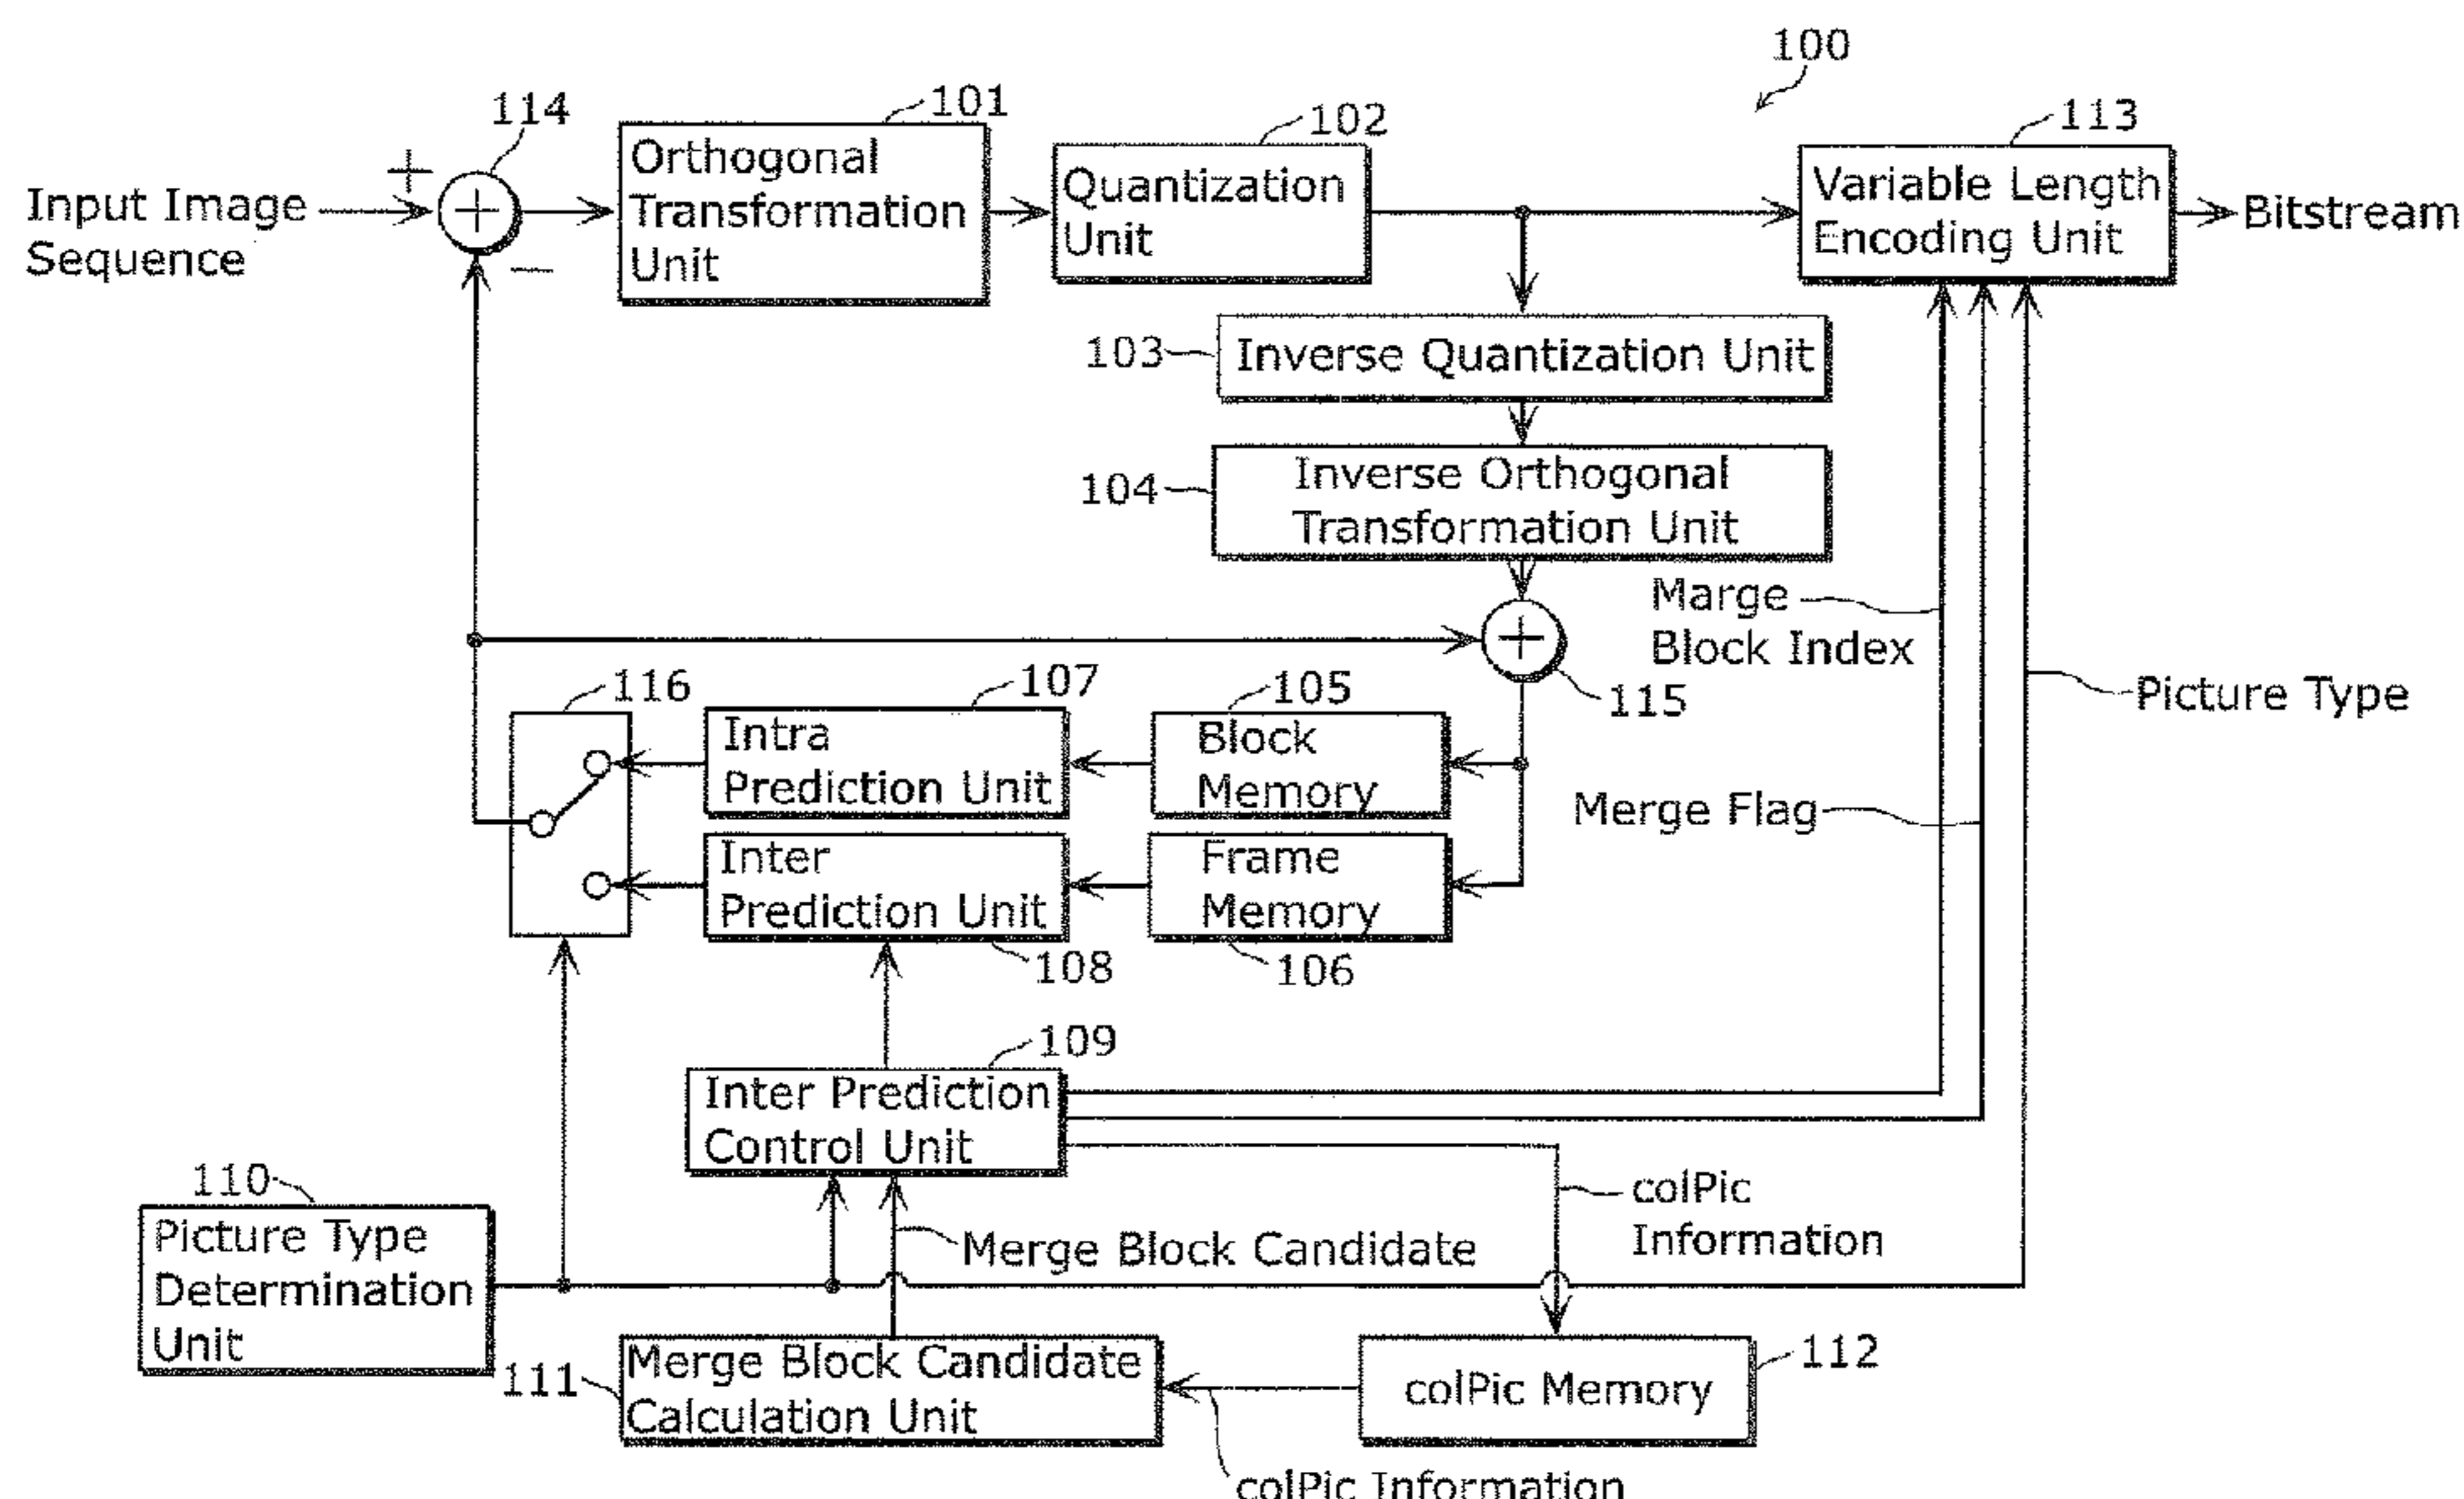 100
114
101
102
113
+
Input Image
Sequence
+
−
Orthogonal
Transformation
Unit
Quantization
Unit
Variable Length
Encoding Unit
Bitstream
103
Inverse Quantization Unit
104
Inverse Orthogonal
Transformation Unit
Marge
Block Index
+
115
Picture Type
116
107
105
Intra
Prediction Unit
Block
Memory
Merge Flag
Inter
Prediction Unit
Frame
Memory
108
106
109
Inter Prediction
Control Unit
110
colPic
Information
Picture Type
Determination
Unit
Merge Block Candidate
111
Merge Block Candidate
Calculation Unit
colPic Memory
112
colPic Information